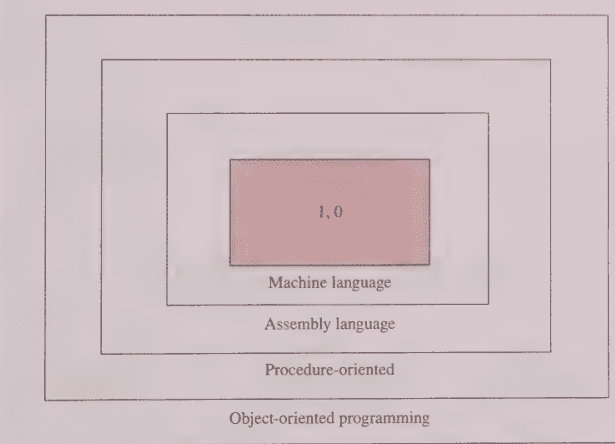 1, 0
Machine language
Assembly language
Procedure-oriented
Object-oriented programming